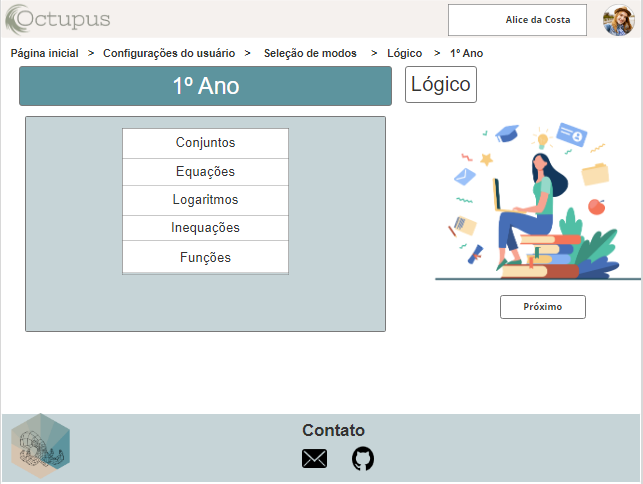 Octupus
Alice da Costa
Página inicial > Configurações do usuário > Seleção de modos > Lógico > 1º Ano
1º Ano
Lógico
Conjuntos
Equações
Logaritmos
Inequações
Funções
Próximo
Contato